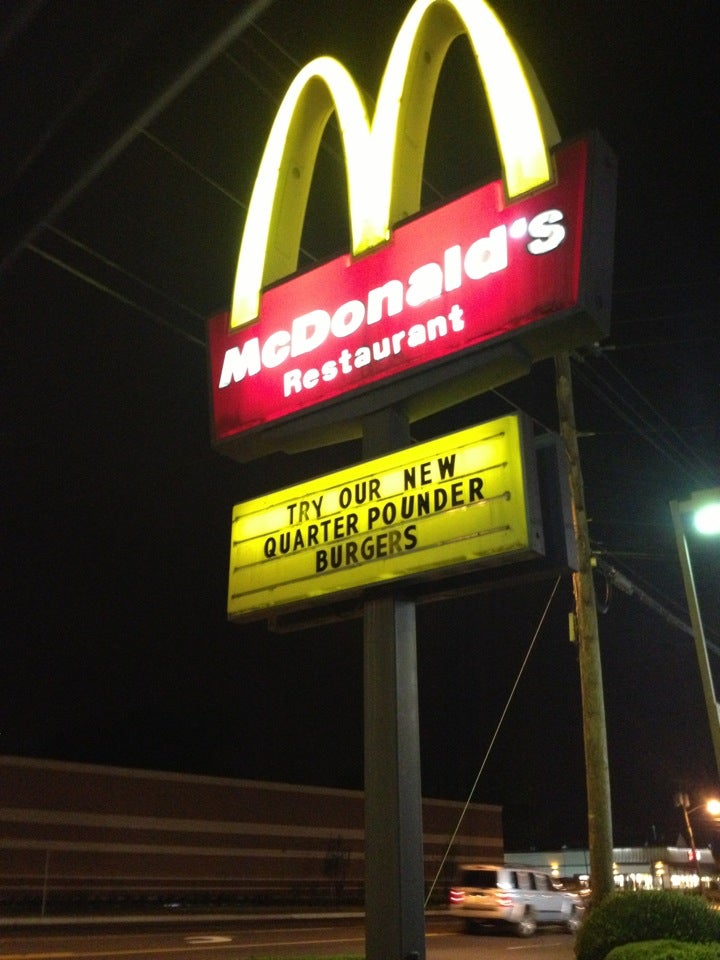 McDonald's
Restaurant
TRY OUR NEW
QUARTER POUNDER
BURGERS